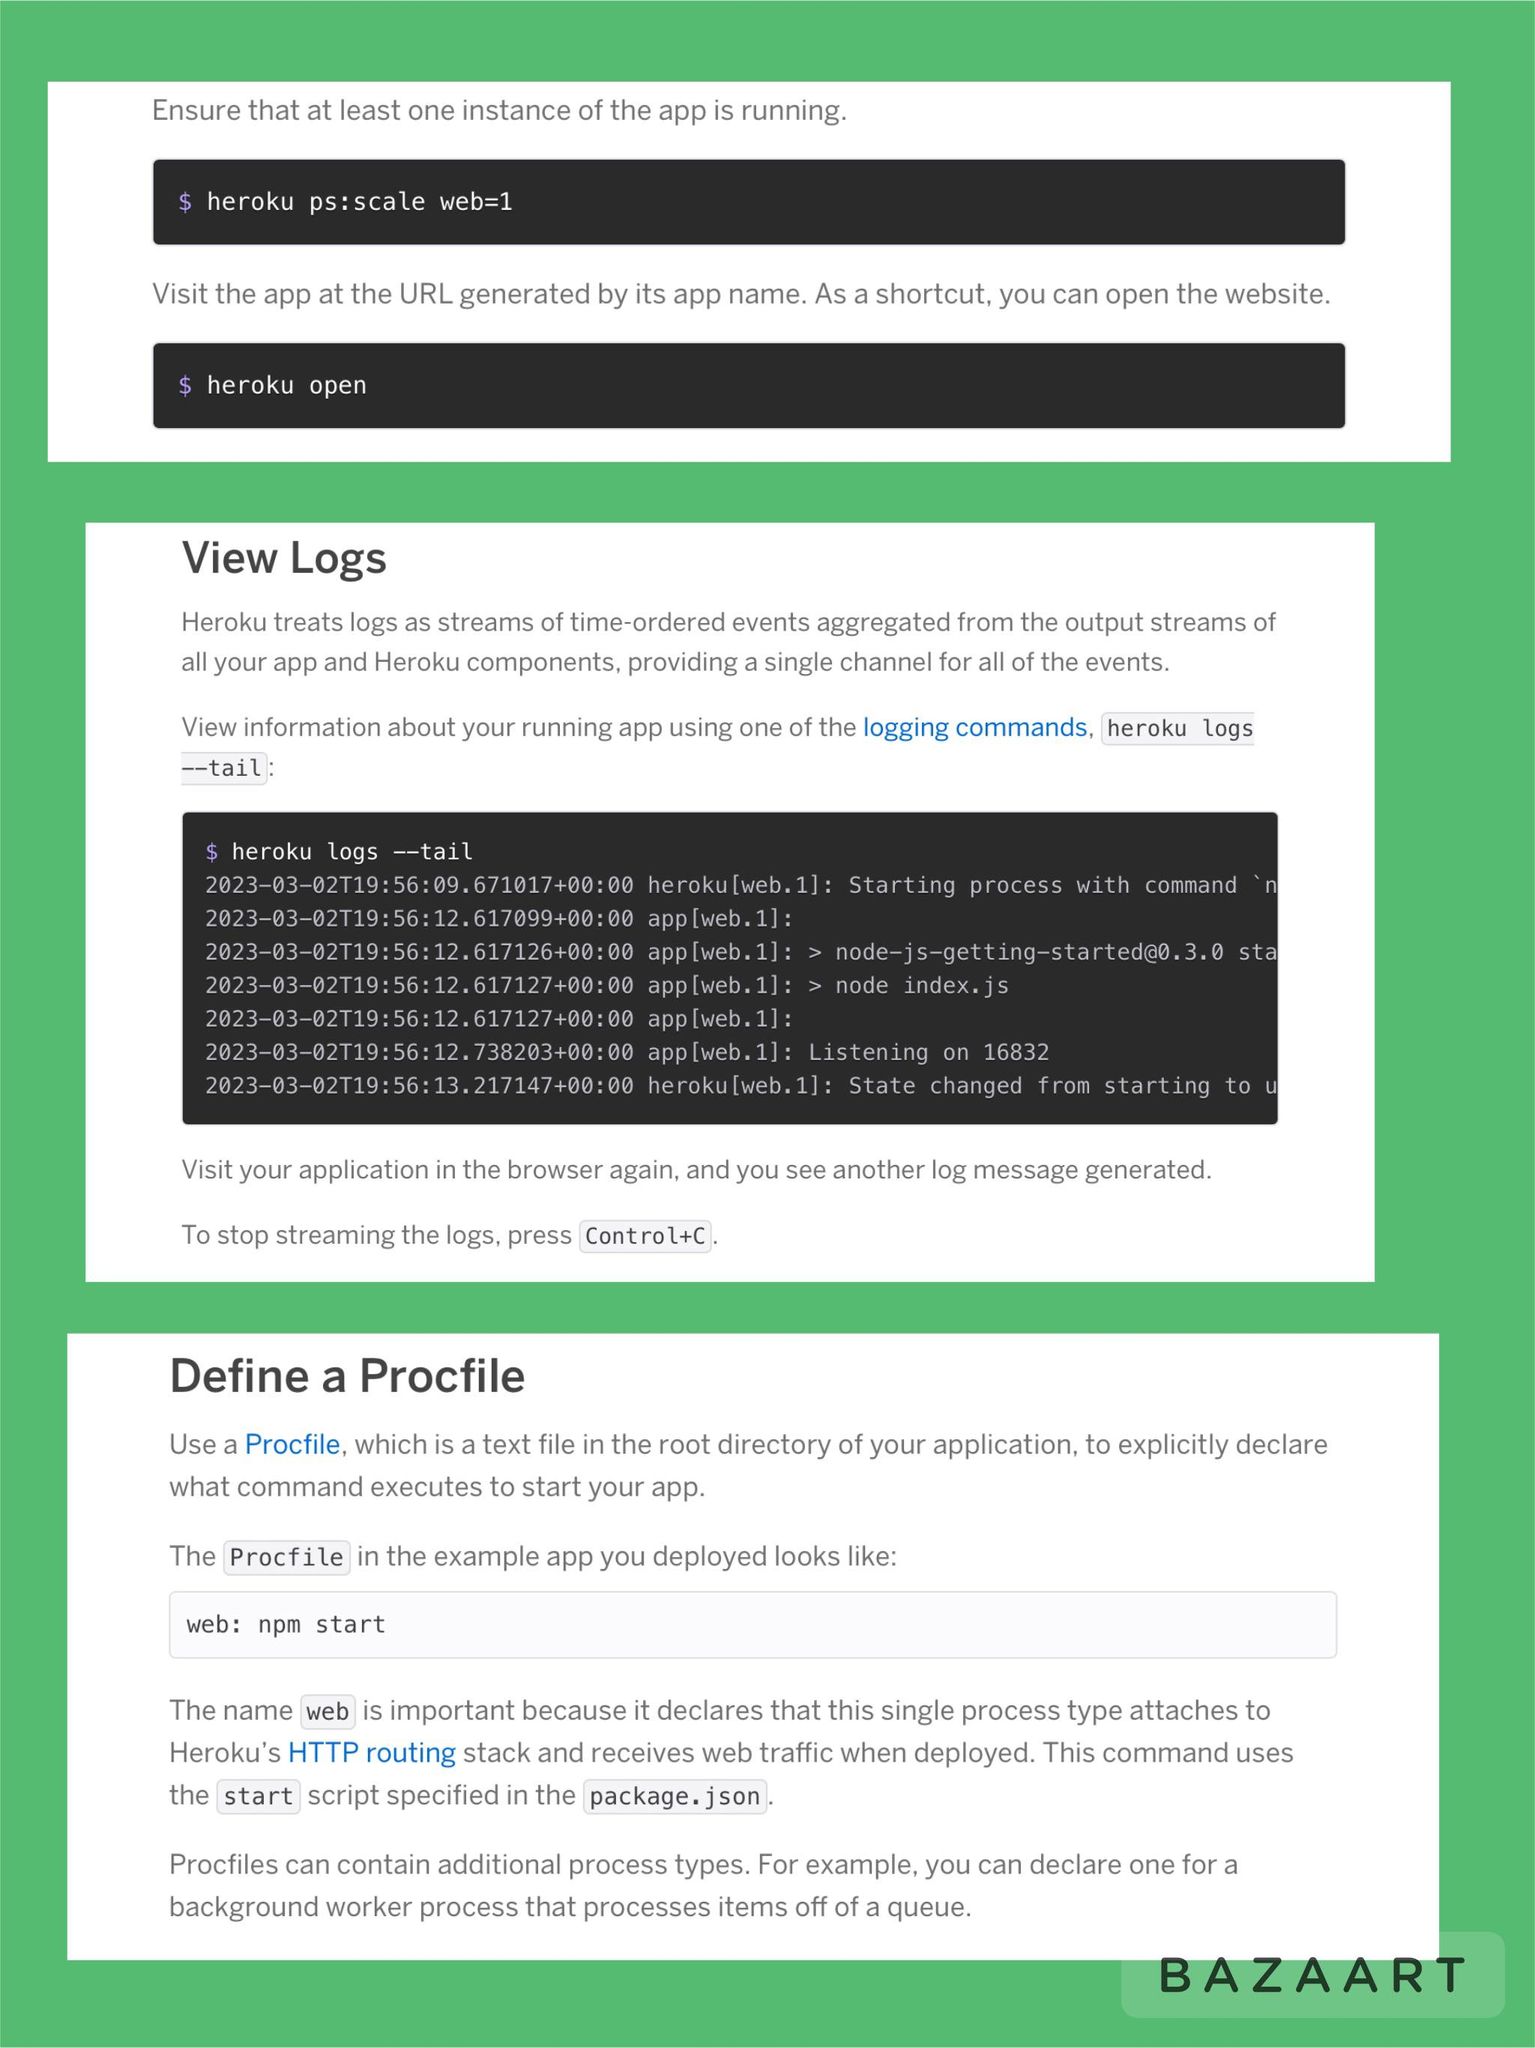 Ensure that at least one instance of the app is running.
$ heroku ps:scale web=1
Visit the app at the URL generated by its app name. As a shortcut, you can open the website.
$ heroku open
View Logs
Heroku treats logs as streams of time-ordered events aggregated from the output streams of
all your app and Heroku components, providing a single channel for all of the events.
View information about your running app using one of the logging commands, heroku logs
--tail:
$ heroku logs --tail
2023-03-02T19:56:09.671017+00:00 heroku[web.1]: Starting process with command `n
2023-03-02T19:56:12.617099+00:00 app[web.1]:
2023-03-02T19:56:12.617126+00:00 app[web.1]: > node-js-getting-started@0.3.0 sta
2023-03-02T19:56:12.617127+00:00 app[web.1]: > node index.js
2023-03-02T19:56:12.617127+00:00 app[web.1]:
2023-03-02T19:56:12.738203+00:00 app[web.1]: Listening on 16832
2023-03-02T19:56:13.217147+00:00 heroku[web.1]: State changed from starting to u
Visit your application in the browser again, and you see another log message generated.
To stop streaming the logs, press Control+C.
Define a Procfile
Use a Procfile, which is a text file in the root directory of your application, to explicitly declare
what command executes to start your app.
The Procfile in the example app you deployed looks like:
web: npm start
The name web is important because it declares that this single process type attaches to
Heroku’s HTTP routing stack and receives web traffic when deployed. This command uses
the start script specified in the package.json.
Procfiles can contain additional process types. For example, you can declare one for a
background worker process that processes items off of a queue.
BAZAART